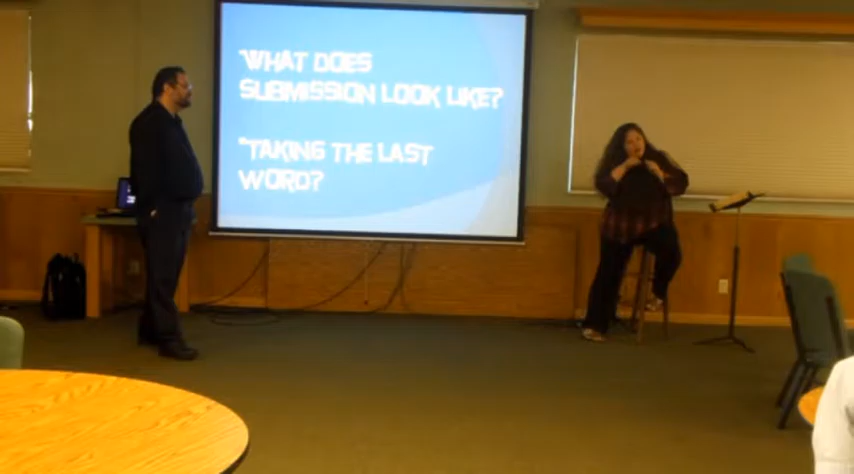 "WHAT DOES
SUBMISSION LOOK LIKE?
"TAKING THE LAST
WORD?